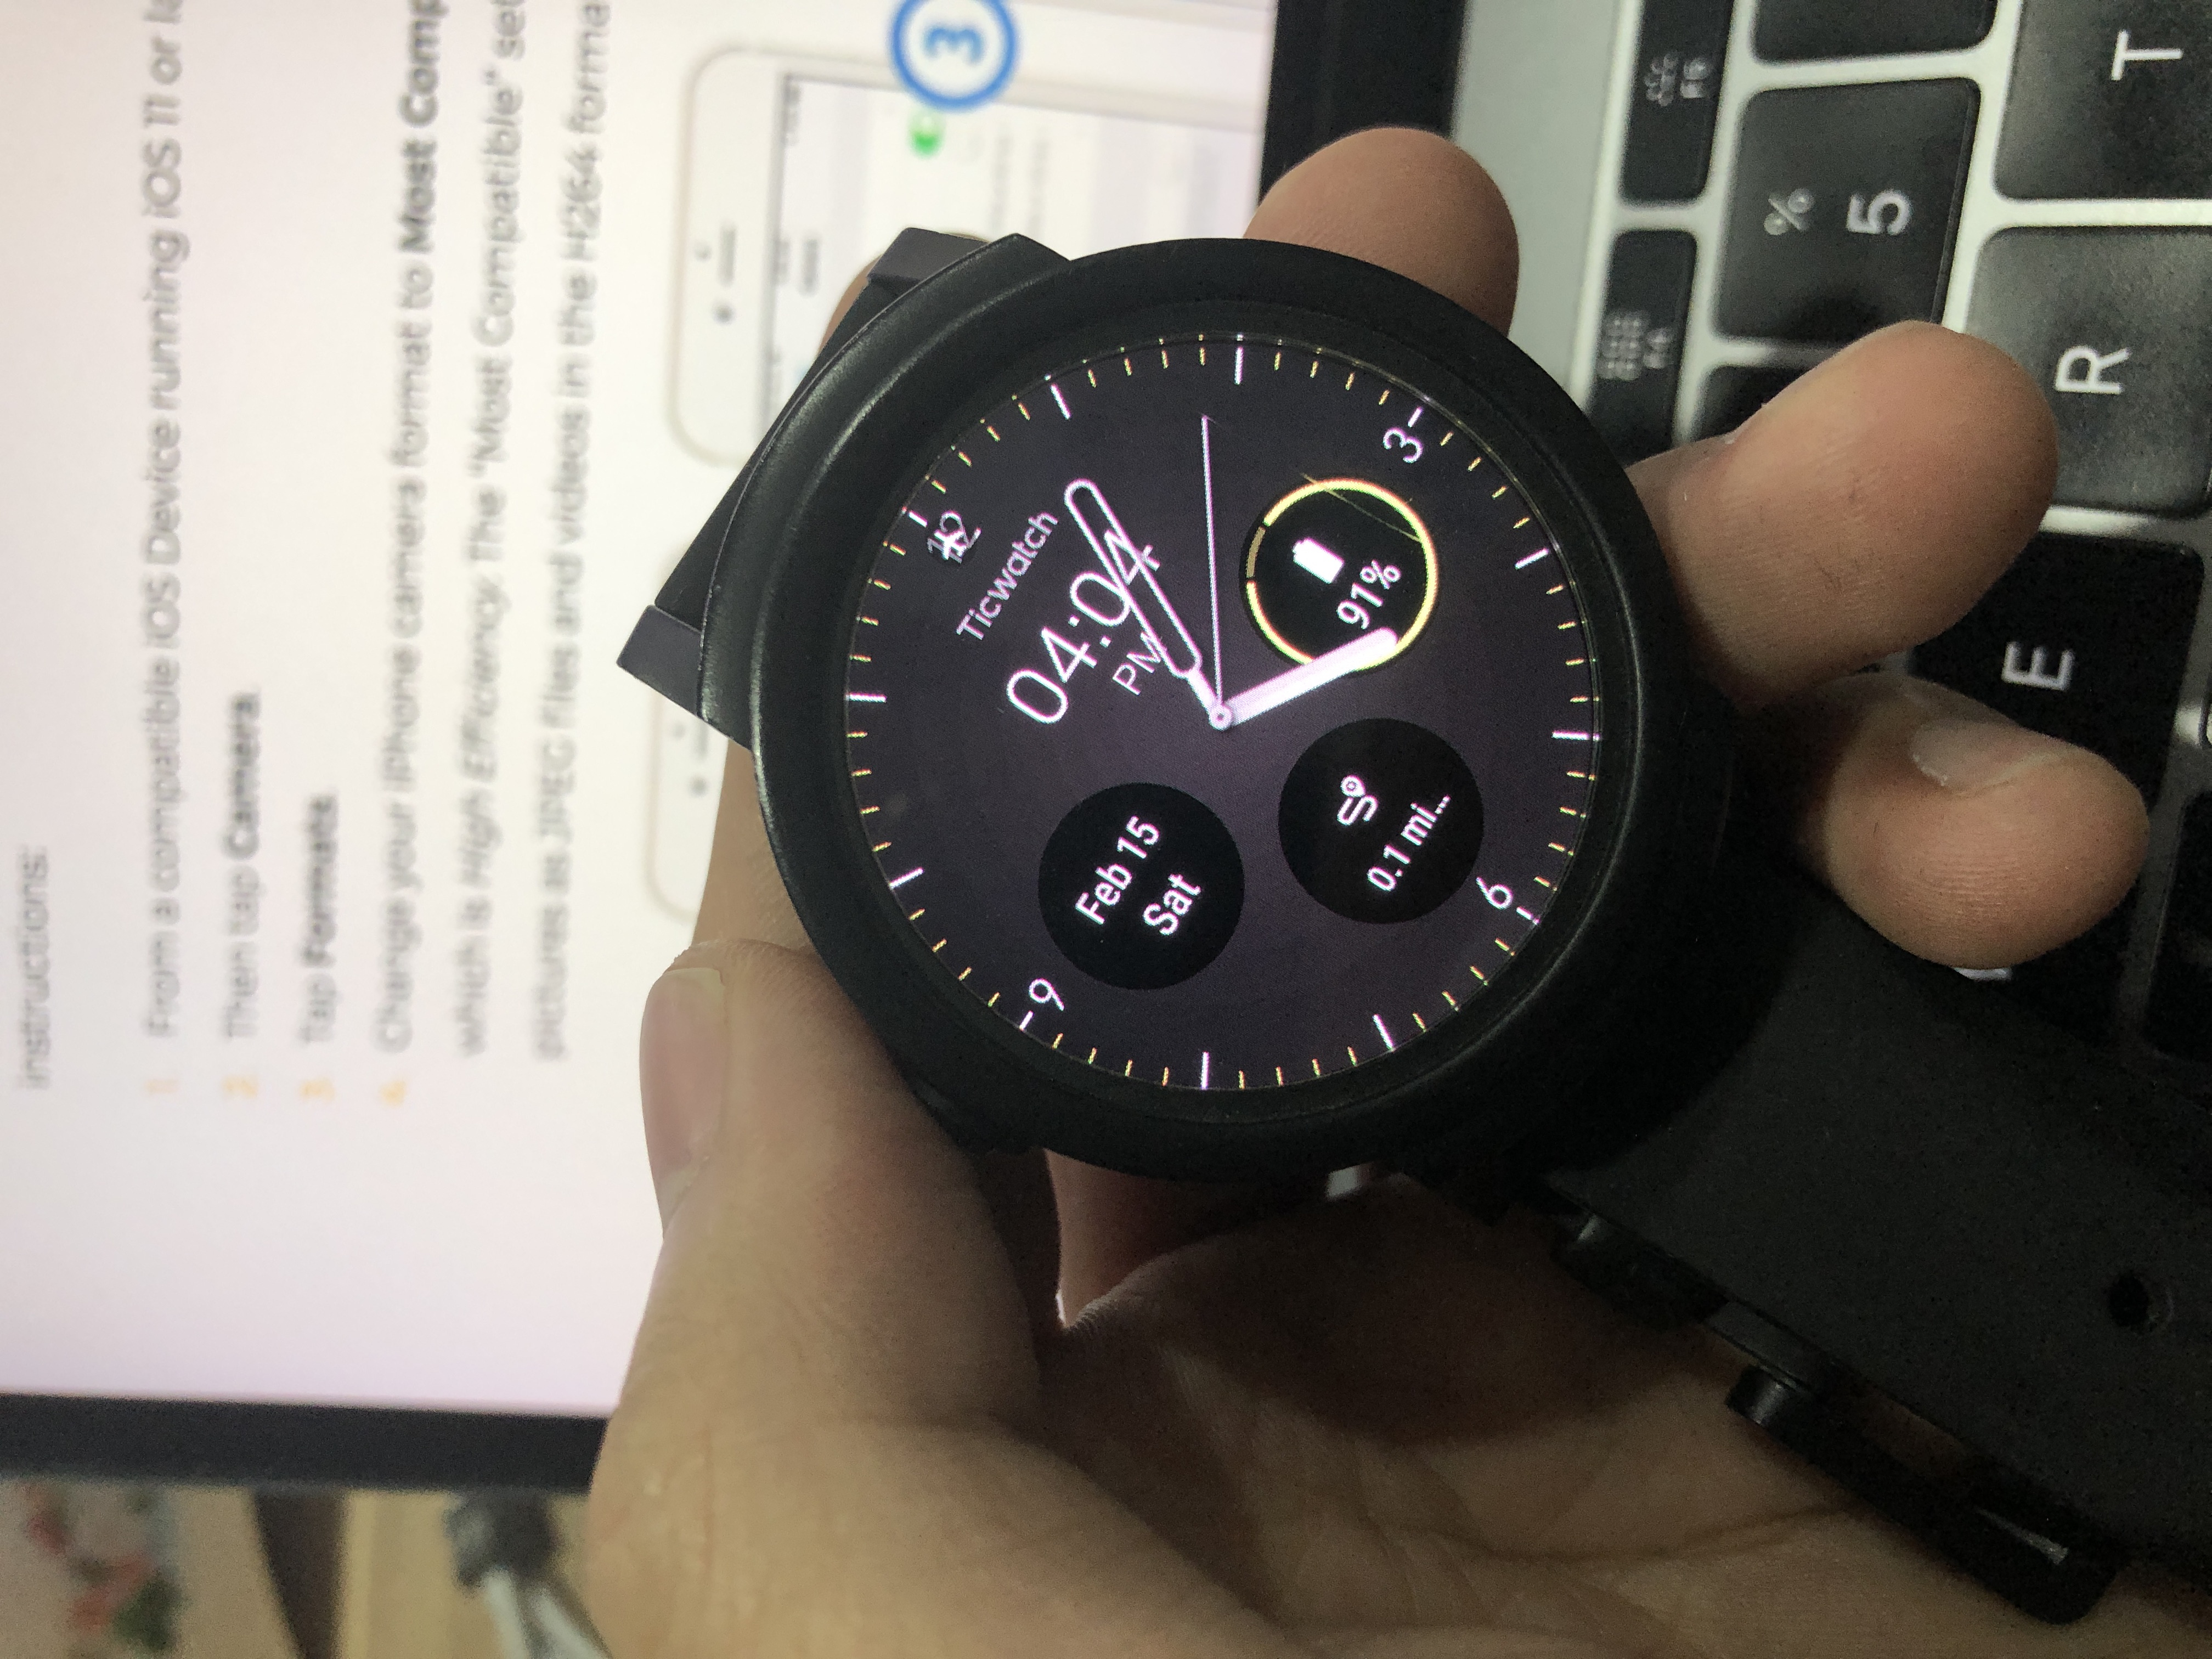 instructions:
1. From a compatible iOS Device running iOS 11 or la
2. Then tap Camera.
3. Tap Formats.
4. Change your iPhone camera format to Most Comp
which is High Efficiency. The "Most Compatible" set
pictures as JPEG files and videos in the H264 forma
3
12
Ticwatch
04:04
PM
9
Feb 15
Sat
91%
0.1 mi...
3
6
F4
F5
%
5
E
R
T